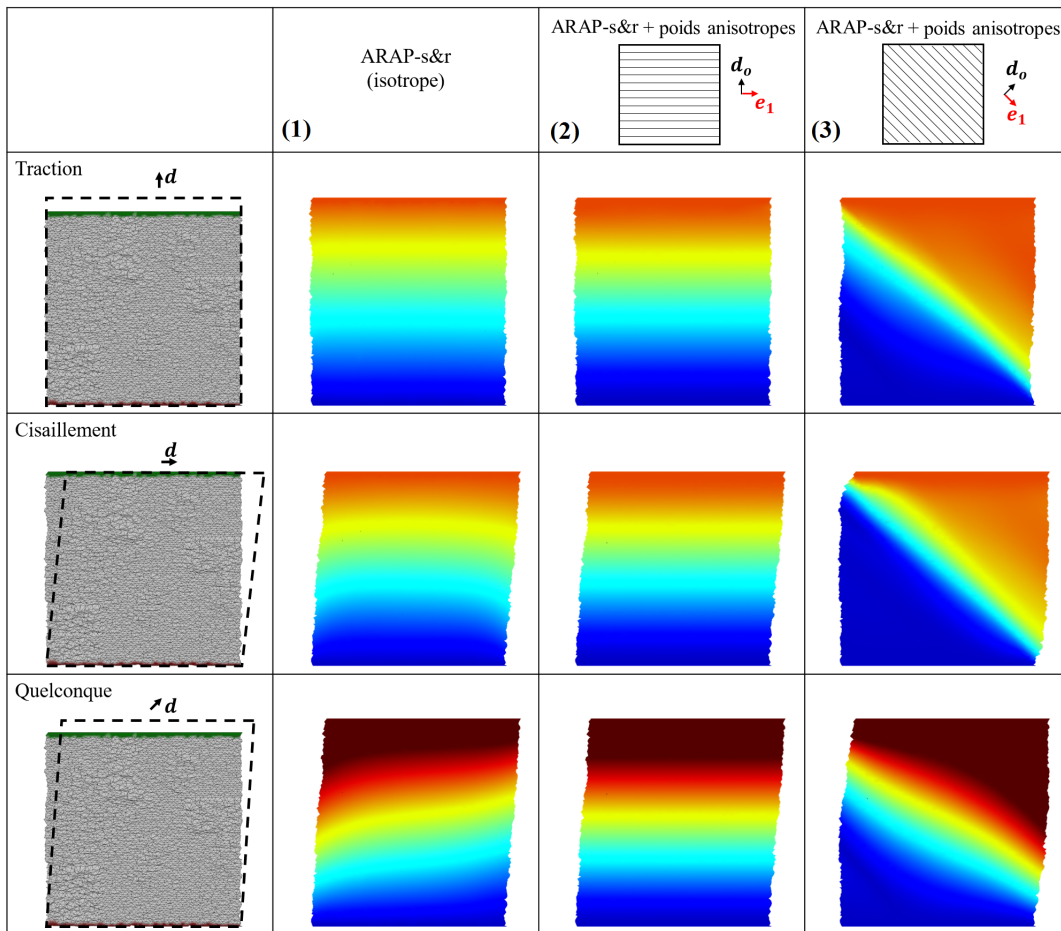 ARAP-s&r
(isotrope)
(1)
ARAP-s&r + poids anisotropes
d_o
e_1
(2)
ARAP-s&r + poids anisotropes
d_o
e_1
(3)
Traction
d
Cisaillement
d
Quelconque
d